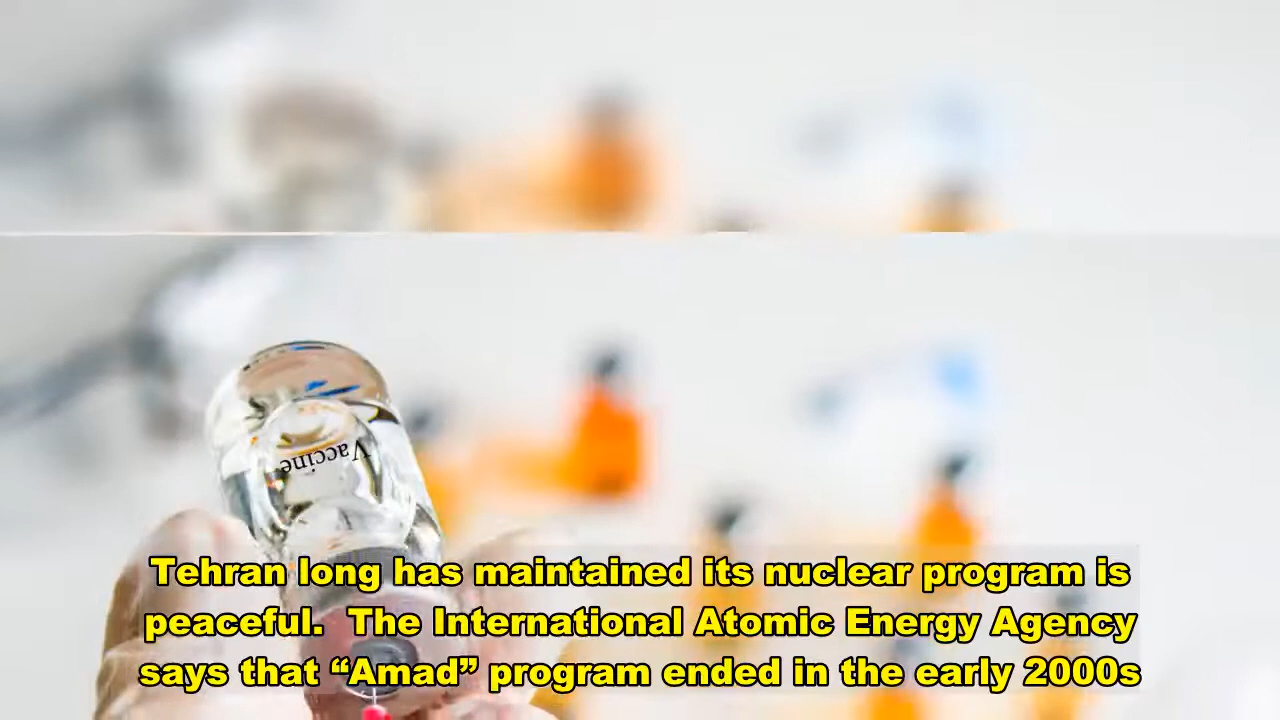 Vaccine
Tehran long has maintained its nuclear program is
peaceful.  The International Atomic Energy Agency
says that “Amad” program ended in the early 2000s